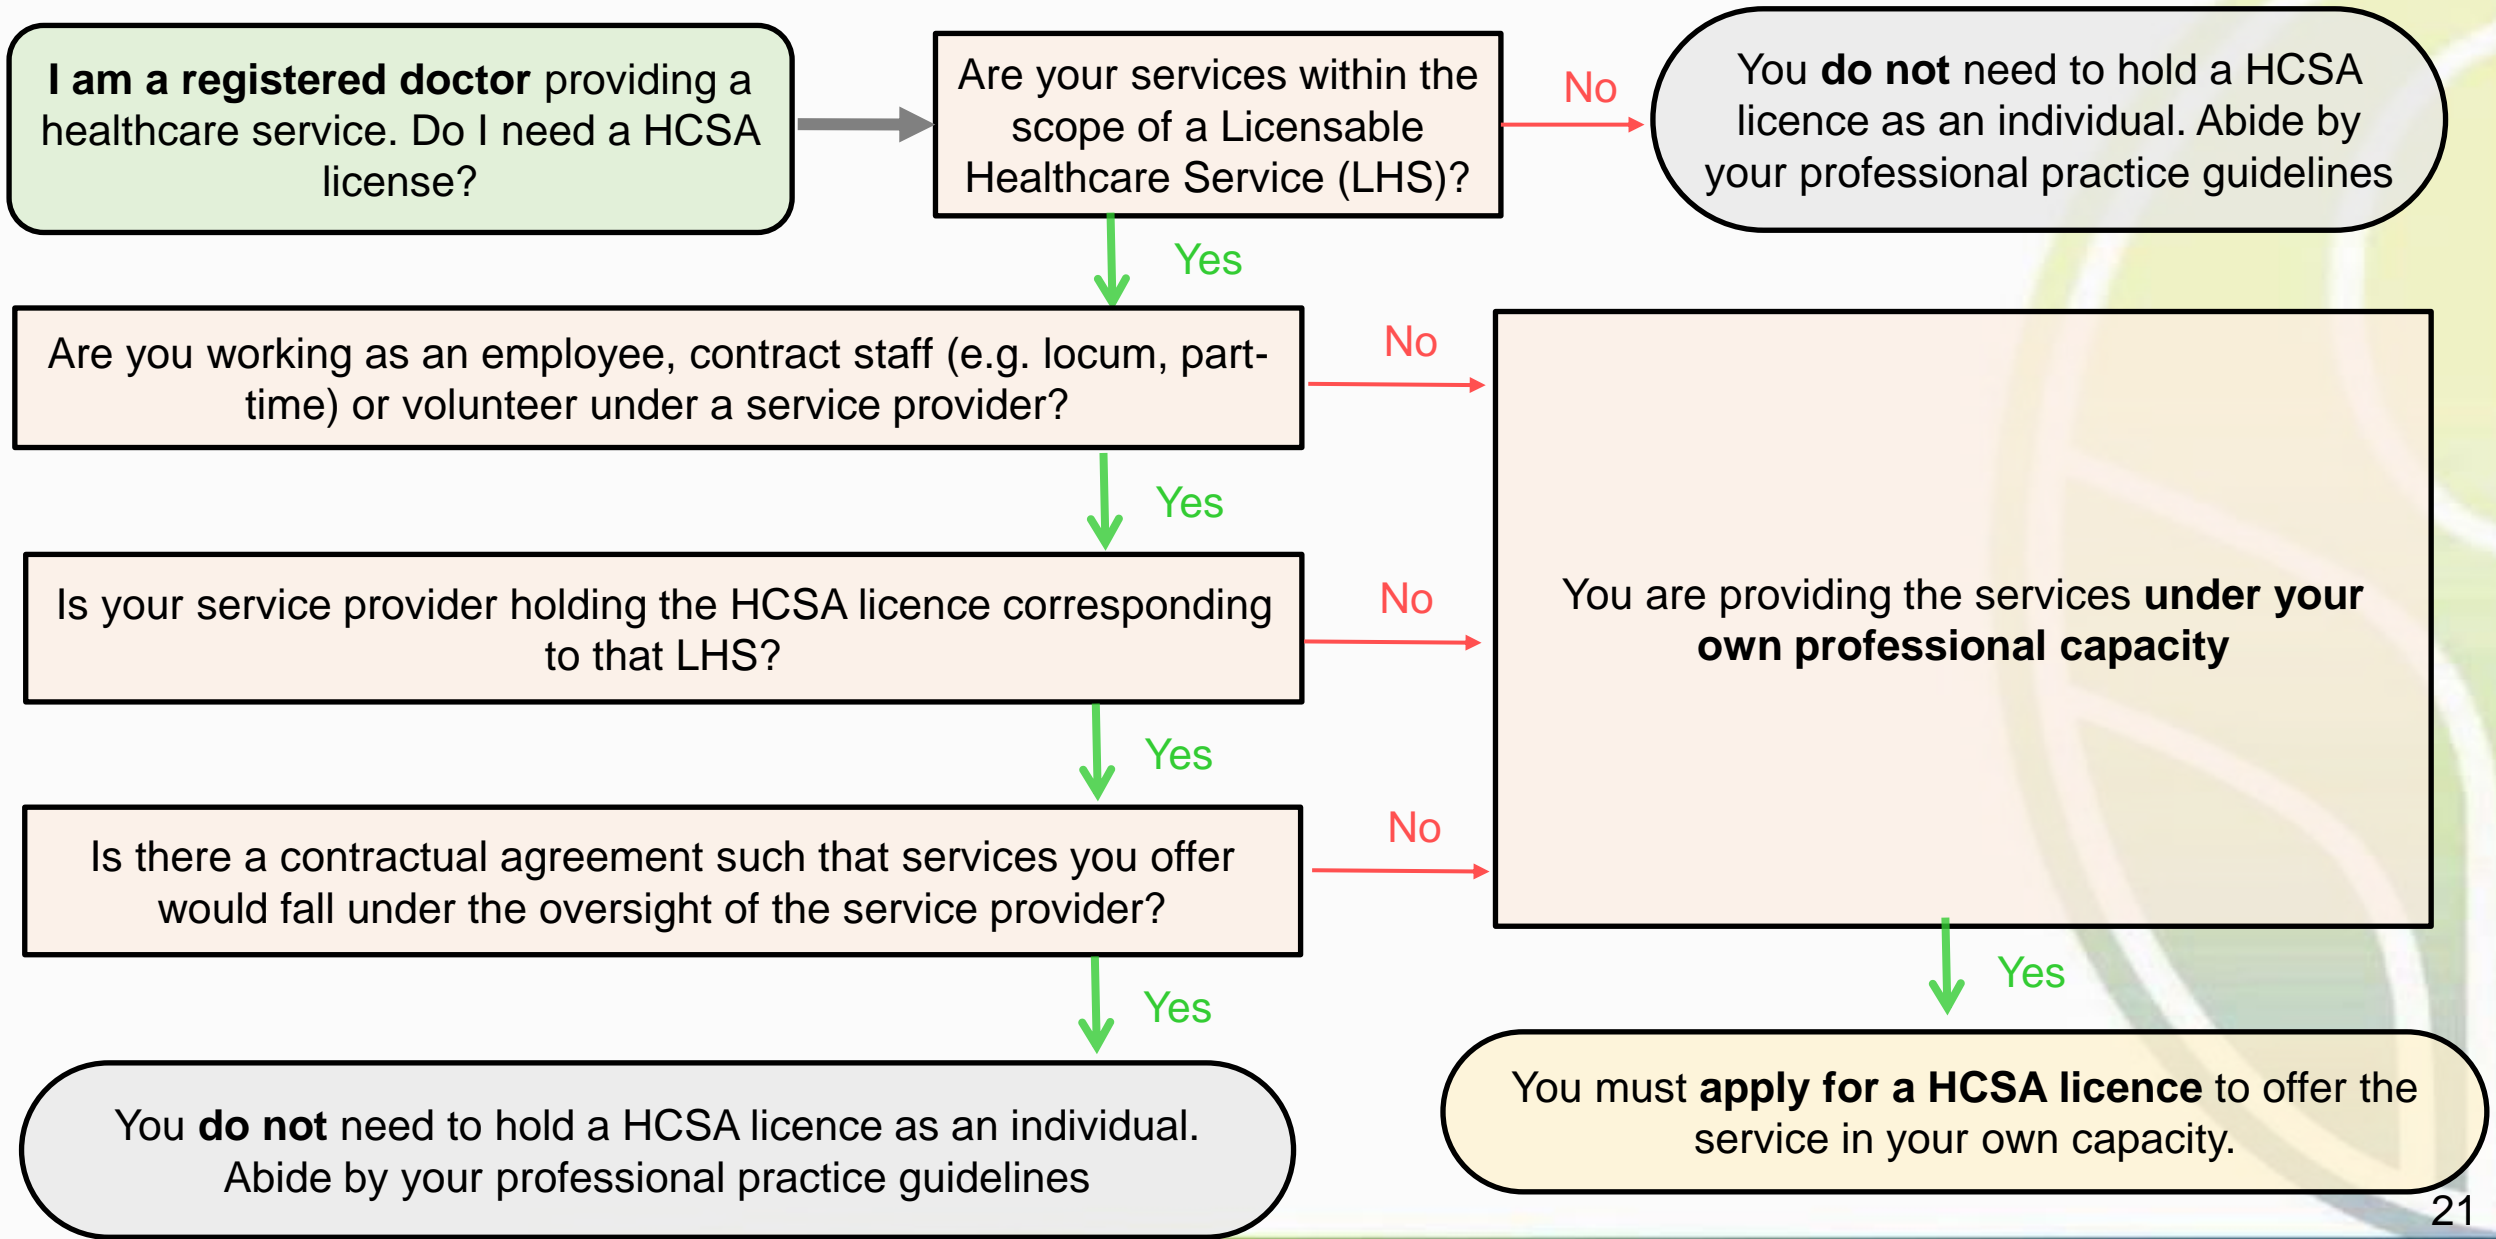 I am a registered doctor providing a
healthcare service. Do I need a HCSA
license?
Are your services within the
scope of a Licensable
Healthcare Service (LHS)?
No
You do not need to hold a HCSA
licence as an individual. Abide by
your professional practice guidelines
Yes
Are you working as an employee, contract staff (e.g. locum, part-
time) or volunteer under a service provider?
No
Yes
Is your service provider holding the HCSA licence corresponding
to that LHS?
No
You are providing the services under your
own professional capacity
Yes
Is there a contractual agreement such that services you offer
would fall under the oversight of the service provider?
No
Yes
Yes
You do not need to hold a HCSA licence as an individual.
Abide by your professional practice guidelines
You must apply for a HCSA licence to offer the
service in your own capacity.
21